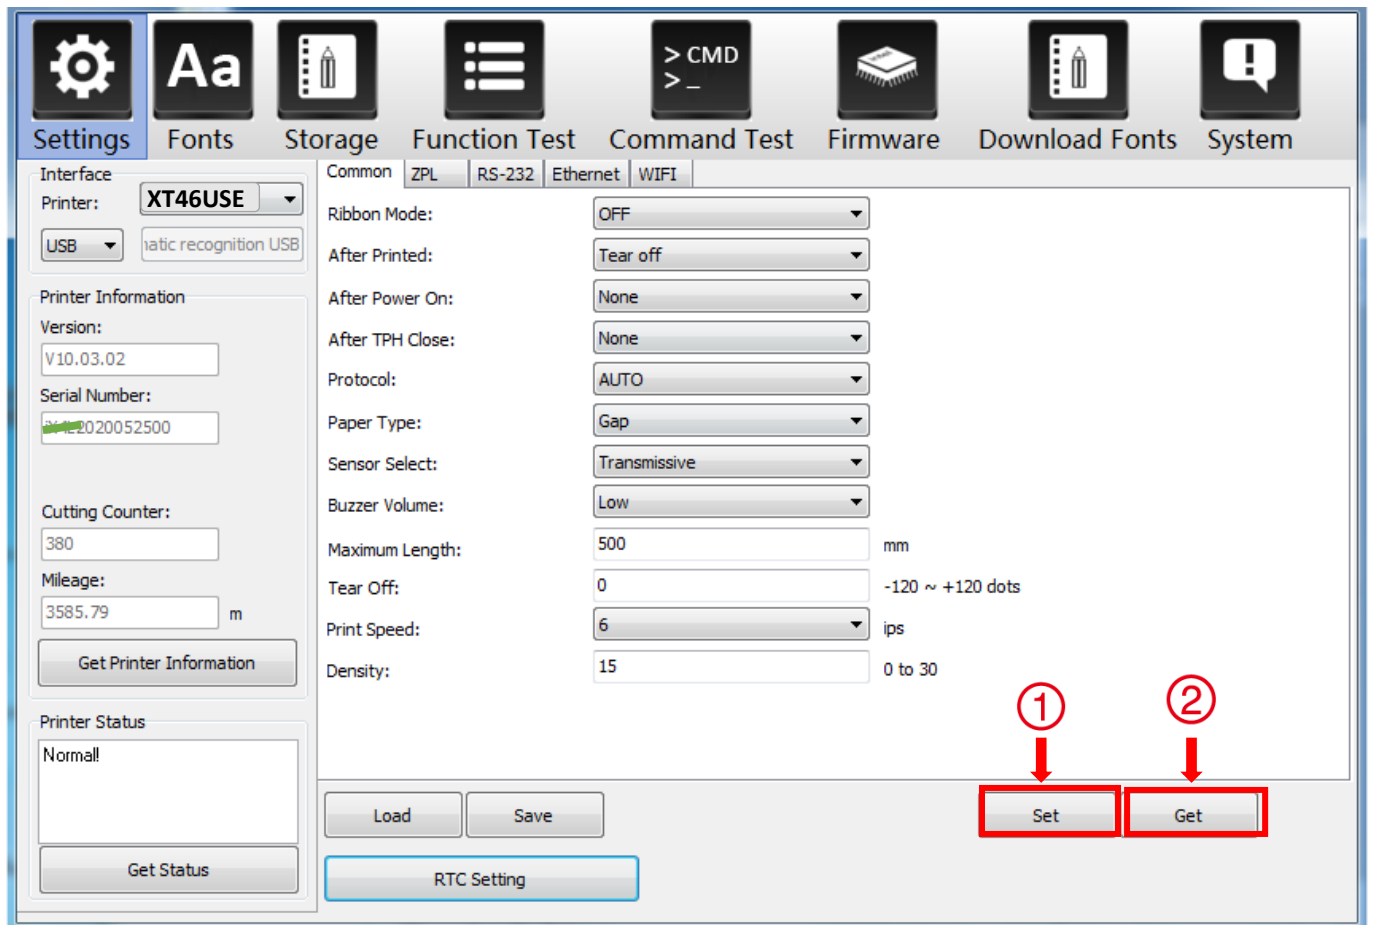 Aa
> CMD
> _
Settings Fonts Storage Function Test Command Test Firmware Download Fonts System
Interface
Printer: XT46USE
USB
atic recognition USB
Printer Information
Version:
V10.03.02
Serial Number:
2020052500
Cutting Counter:
380
Mileage:
3585.79 m
Get Printer Information
Printer Status
Normal!
Get Status
Common ZPL RS-232 Ethernet WIFI
Ribbon Mode: OFF
After Printed: Tear off
After Power On: None
After TPH Close: None
Protocol: AUTO
Paper Type: Gap
Sensor Select: Transmissive
Buzzer Volume: Low
Maximum Length: 500 mm
Tear Off: 0 -120 ~ +120 dots
Print Speed: 6 ips
Density: 15 0 to 30
① ②
Load Save Set Get
RTC Setting